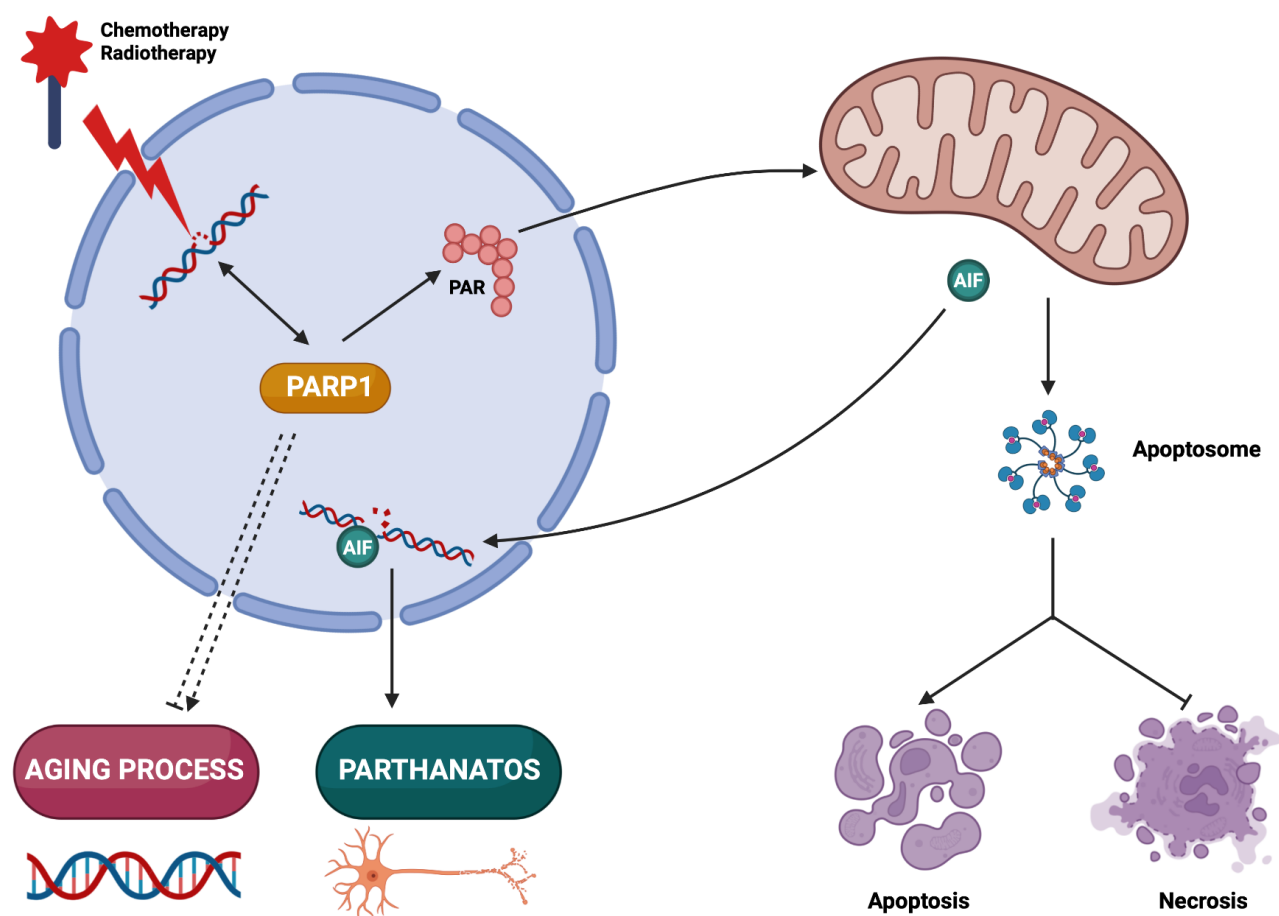 Chemotherapy
Radiotherapy
PAR
PARP1
AIF
AIF
Apoptosome
AGING PROCESS
PARTHANATOS
Apoptosis
Necrosis